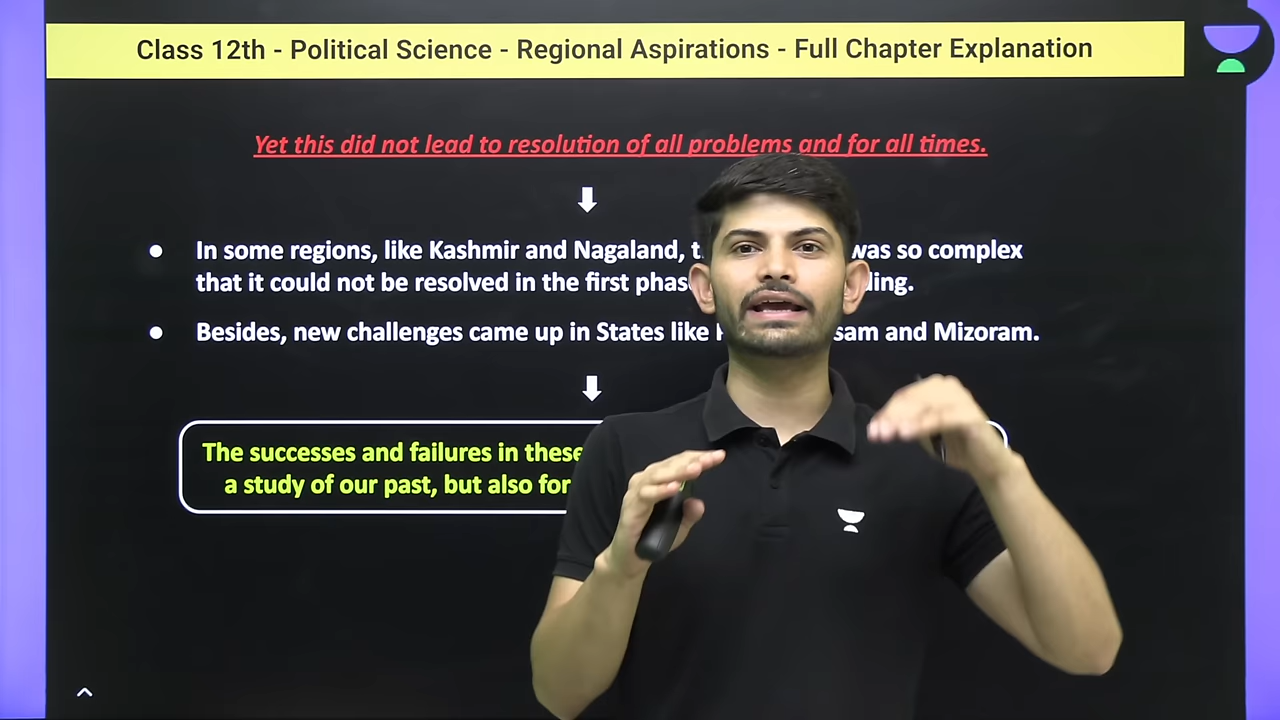 Class 12th - Political Science - Regional Aspirations - Full Chapter Explanation
Yet this did not lead to resolution of all problems and for all times.
In some regions, like Kashmir and Nagaland, was so complex
that it could not be resolved in the first
Besides, new challenges came up in States like and Mizoram.
The successes and failures in these
a study of our past, but also for